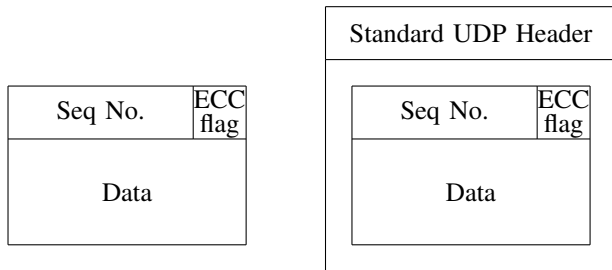 Standard UDP Header
Seq No.
ECC
flag
Data
Seq No.
ECC
flag
Data